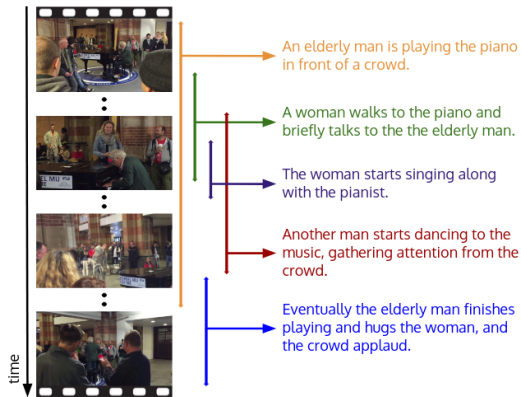 An elderly man is playing the piano
in front of a crowd.
A woman walks to the piano and
briefly talks to the the elderly man.
EL MU
The woman starts singing along
with the pianist.
Another man starts dancing to the
music, gathering attention from the
crowd.
Eventually the elderly man finishes
playing and hugs the woman, and
the crowd applaud.
time